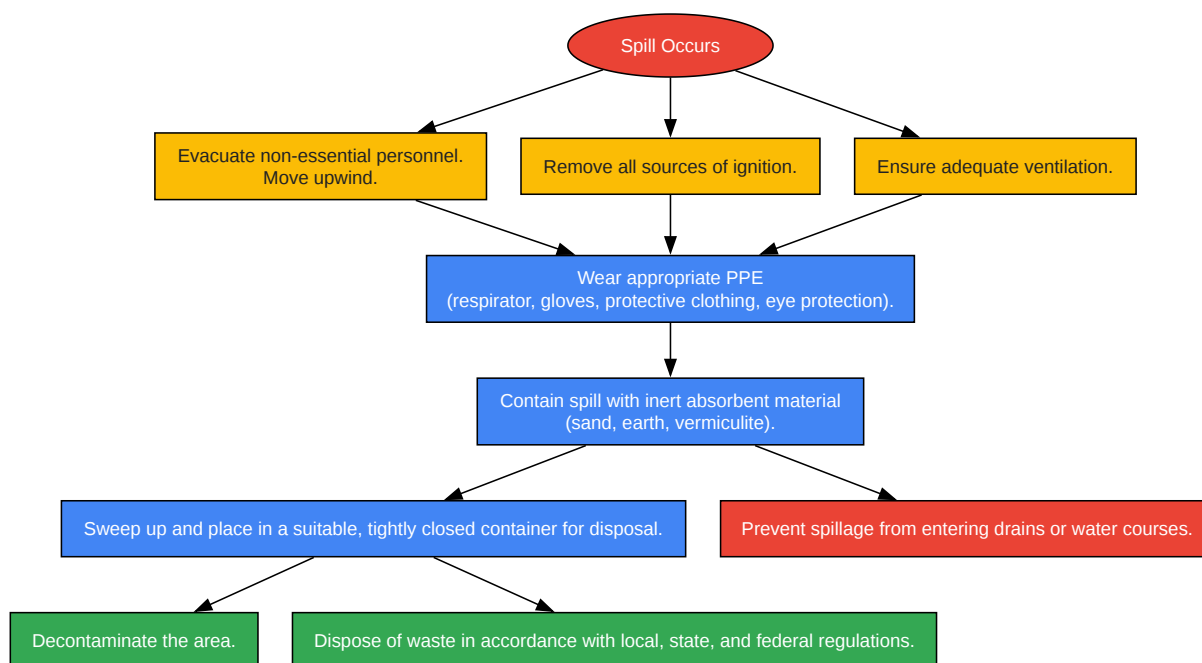 Spill Occurs
Evacuate non-essential personnel.
Move upwind.
Remove all sources of ignition.
Ensure adequate ventilation.
Wear appropriate PPE
(respirator, gloves, protective clothing, eye protection).
Contain spill with inert absorbent material
(sand, earth, vermiculite).
Sweep up and place in a suitable, tightly closed container for disposal.
Prevent spillage from entering drains or water courses.
Decontaminate the area.
Dispose of waste in accordance with local, state, and federal regulations.